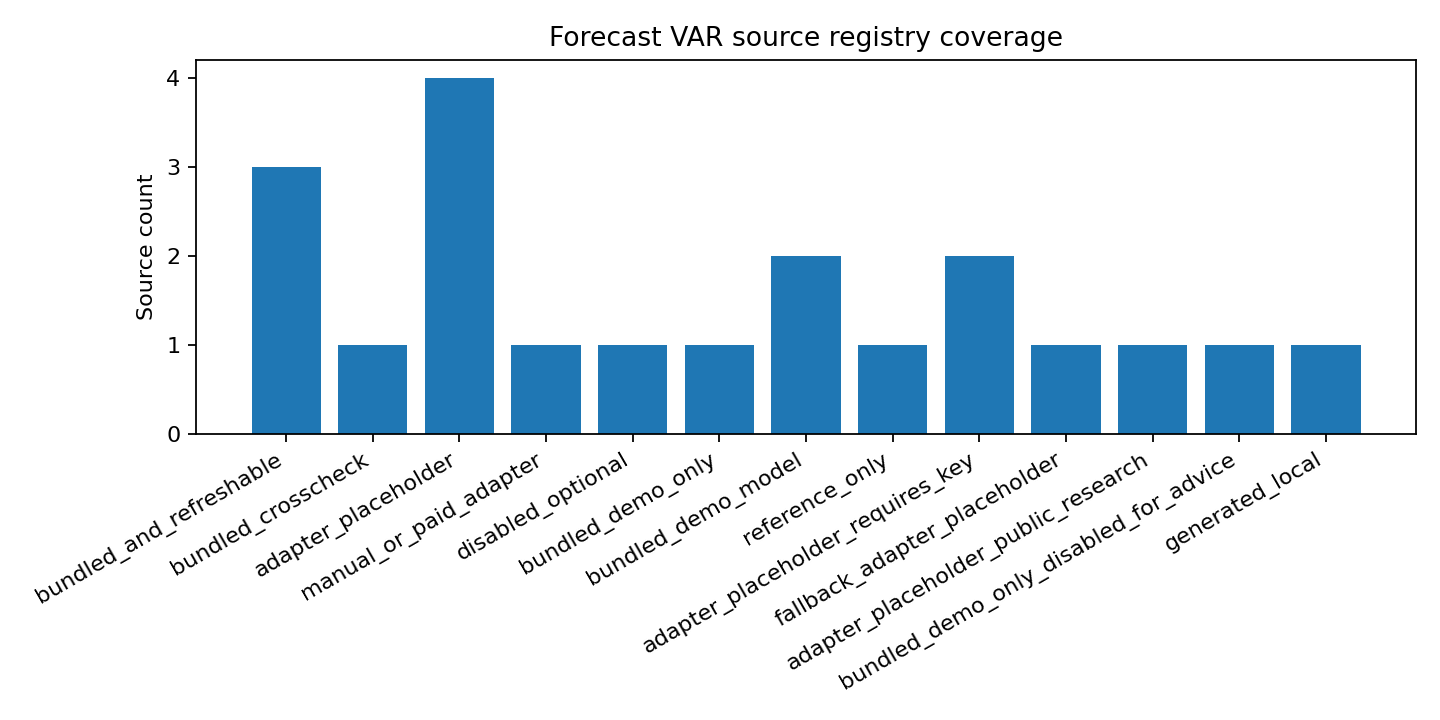 Forecast VAR source registry coverage
Source count
4
3
2
1
0
bundled_and_refreshable
bundled_crosscheck
adapter_placeholder
manual_or_paid_adapter
disabled_optional
bundled_demo_only
bundled_demo_model
reference_only
adapter_placeholder_requires_key
fallback_adapter_placeholder
adapter_placeholder_public_research
bundled_demo_only_disabled_for_advice
generated_local